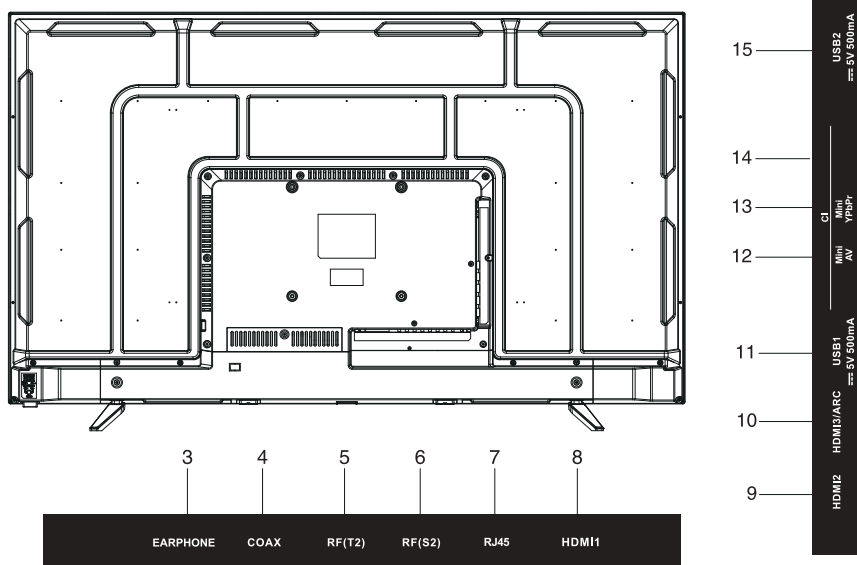 15
USB2
⎓ 5V 500mA
14
CI
13
Mini
YPbPr
12
Mini
AV
11
USB1
⎓ 5V 500mA
10
HDMI3/ARC
9
HDMI2
3 4 5 6 7 8
EARPHONE COAX RF(T2) RF(S2) RJ45 HDMI1